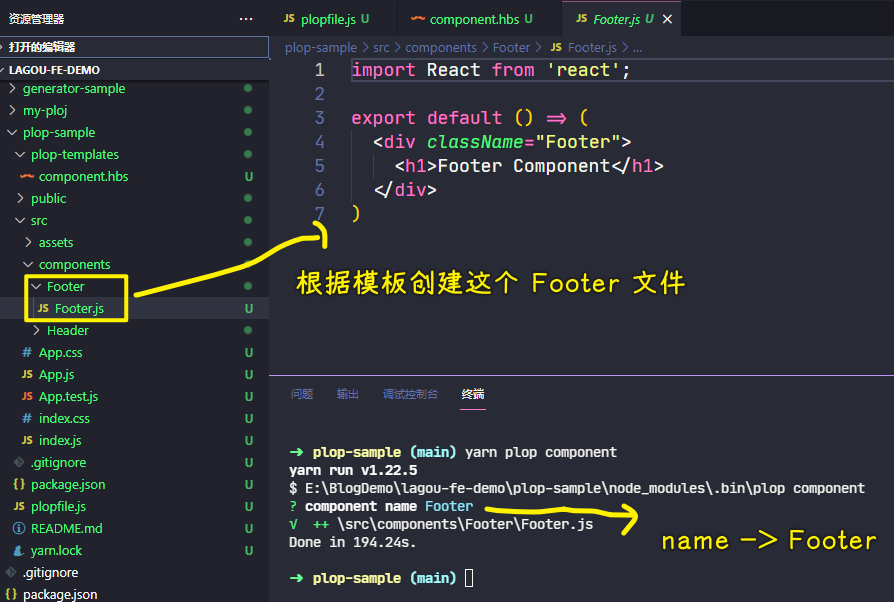 资源管理器
打开的编辑器
LAGOU-FE-DEMO
generator-sample
my-ploj
plop-sample
plop-templates
component.hbs U
public
src
assets
components
Footer
JS Footer.js U
Header
# App.css U
JS App.js U
JS App.test.js U
# index.css U
JS index.js U
.gitignore U
{} package.json U
JS plopfile.js U
README.md U
yarn.lock U
.gitignore
{} package.json
JS plopfile.js U
component.hbs U
JS Footer.js U
plop-sample > src > components > Footer > JS Footer.js > ...
1 import React from 'react';
2
3 export default () => (
4 <div className="Footer">
5 <h1>Footer Component</h1>
6 </div>
7 )
根据模板创建这个 Footer 文件
问题 输出 调试控制台 终端
➜ plop-sample (main) yarn plop component
yarn run v1.22.5
$ E:\BlogDemo\lagou-fe-demo\plop-sample\node_modules\.bin\plop component
? component name Footer
√ ++ \src\components\Footer\Footer.js
Done in 194.24s.
name -> Footer
➜ plop-sample (main)